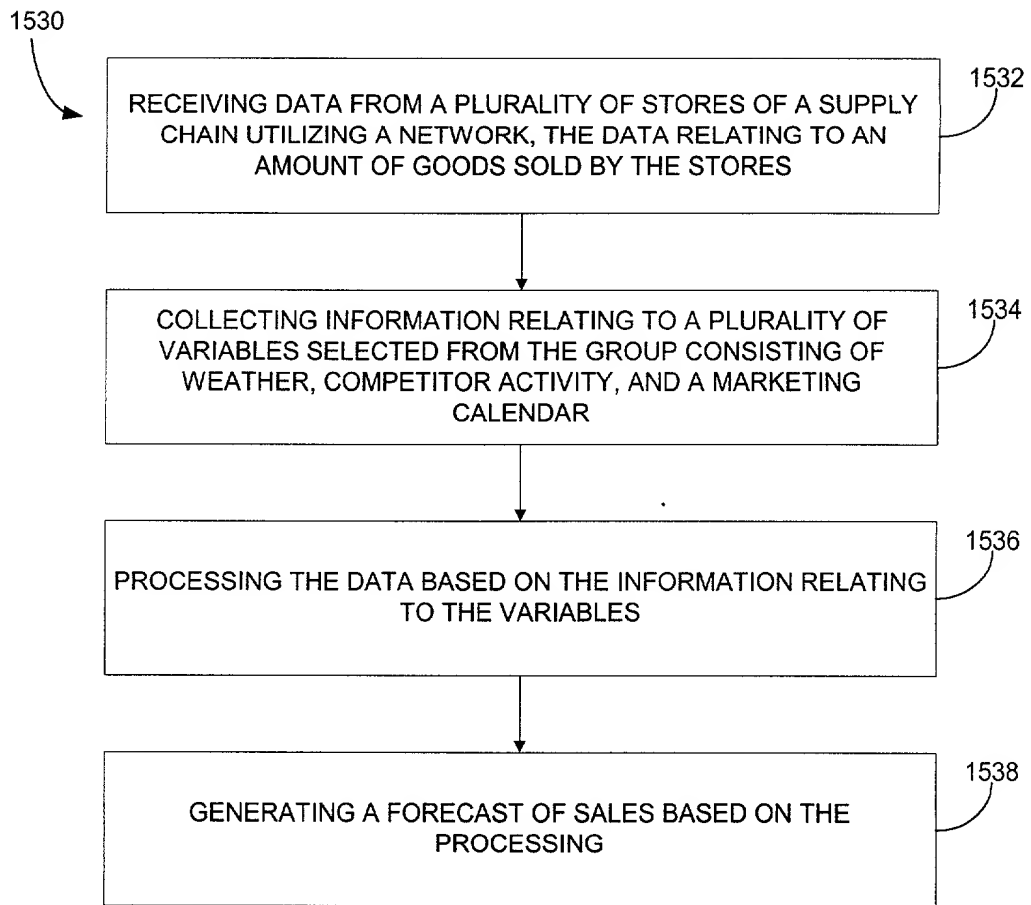 1530
1532
RECEIVING DATA FROM A PLURALITY OF STORES OF A SUPPLY
CHAIN UTILIZING A NETWORK, THE DATA RELATING TO AN
AMOUNT OF GOODS SOLD BY THE STORES
1534
COLLECTING INFORMATION RELATING TO A PLURALITY OF
VARIABLES SELECTED FROM THE GROUP CONSISTING OF
WEATHER, COMPETITOR ACTIVITY, AND A MARKETING
CALENDAR
1536
PROCESSING THE DATA BASED ON THE INFORMATION RELATING
TO THE VARIABLES
1538
GENERATING A FORECAST OF SALES BASED ON THE
PROCESSING